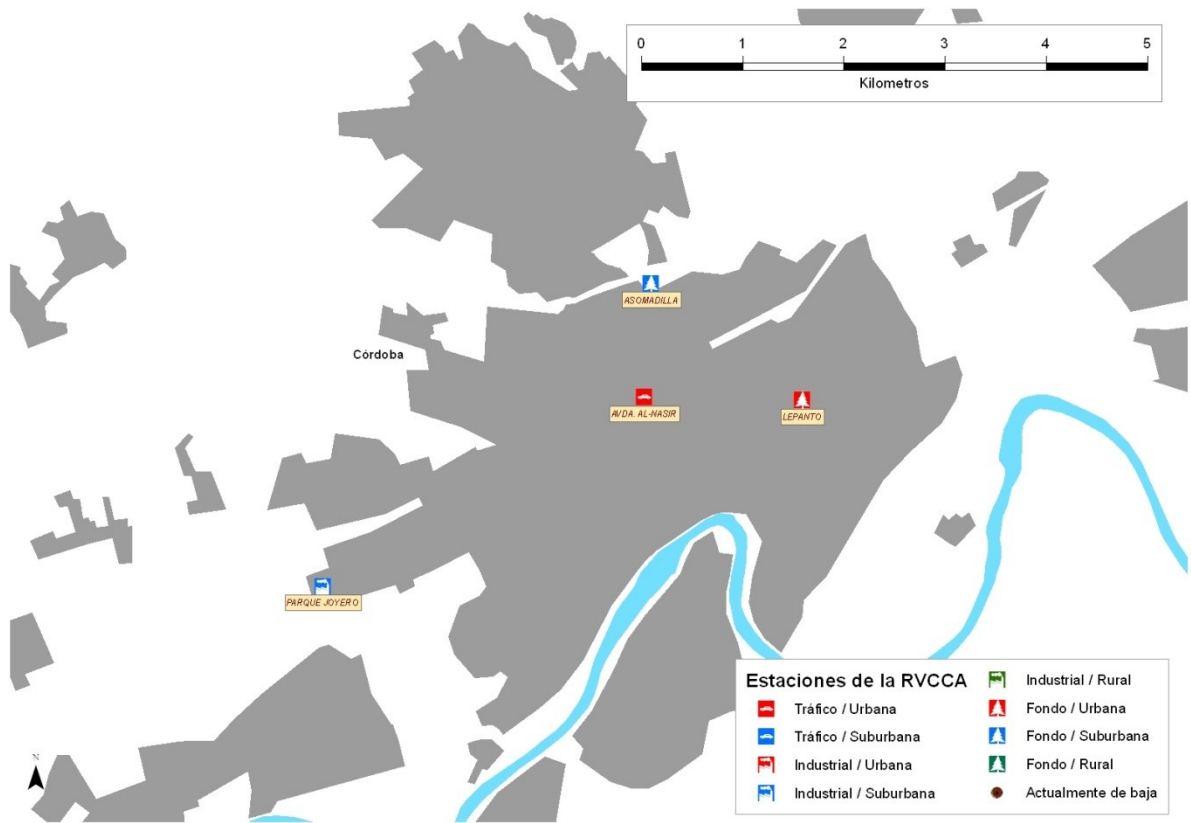 0 1 2 3 4 5
Kilometros
ASOMADILLA
Córdoba
AVDA. AL-NASIR
LEPANTO
PARQUE JOYERO
N
Estaciones de la RVCCA
Tráfico / Urbana
Tráfico / Suburbana
Industrial / Urbana
Industrial / Suburbana
Industrial / Rural
Fondo / Urbana
Fondo / Suburbana
Fondo / Rural
Actualmente de baja